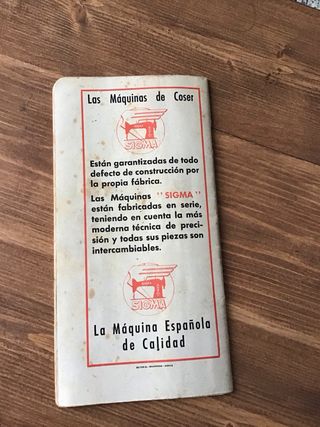 Las Máquinas de Coser
SIGMA
Están garantizadas de todo
defecto de construcción por
la propia fábrica.
Las Máquinas "SIGMA"
están fabricadas en serie,
teniendo en cuenta la más
moderna técnica de preci-
sión y todas sus piezas son
intercambiables.
SIGMA
La Máquina Española
de Calidad